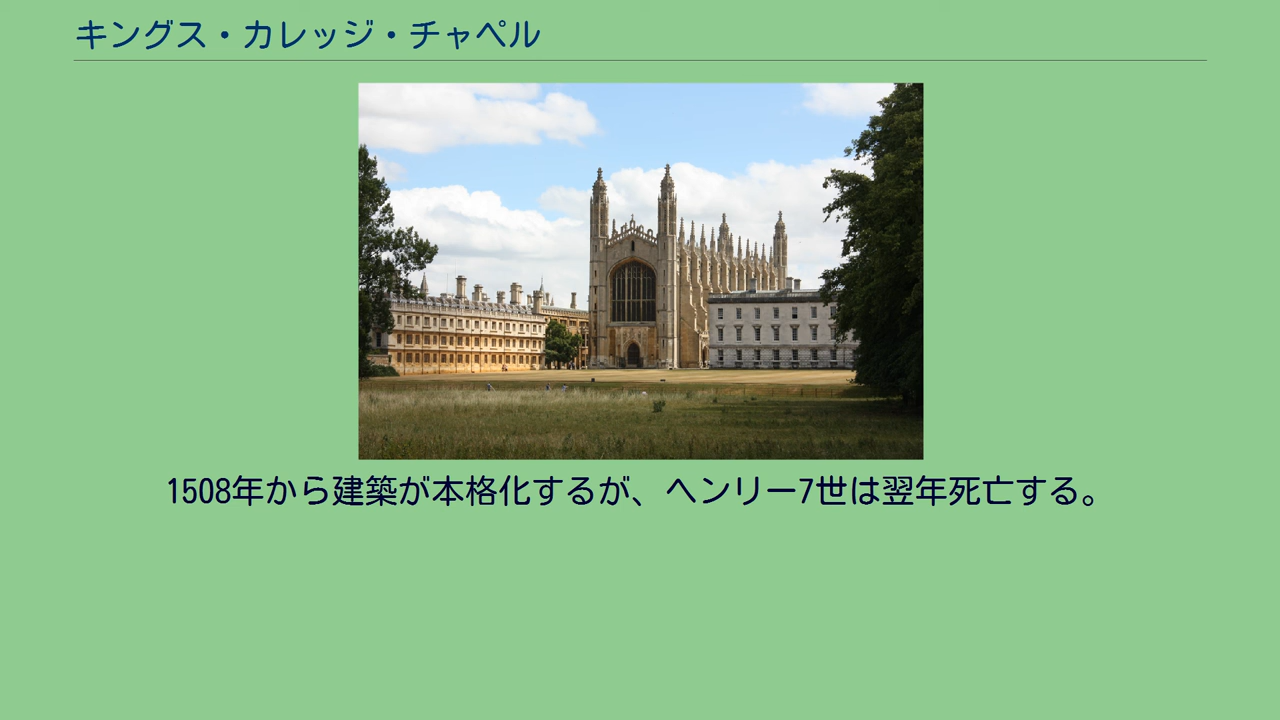 キングス・カレッジ・チャペル
1508年から建築が本格化するが、ヘンリー7世は翌年死亡する。